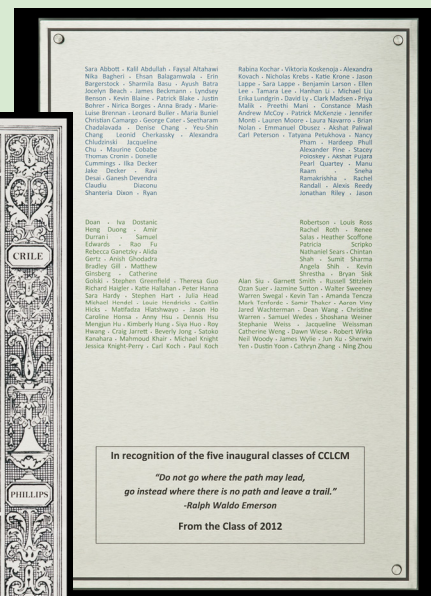 Sara Abbott • Kalil Abdullah • Faysal Altahawi
Nika Bagheri • Ehsan Balagamwala • Erin
Bargerstock • Sharmila Basu • Ayush Batra
Jocelyn Beach • James Beckmann • Lyndsey
Benson • Kevin Blaine • Patrick Blake • Justin
Bohrer • Nirica Borges • Anna Brady • Marie-
Luise Brennan • Leonard Buller • Maria Buniel
Christian Camargo • George Cater • Seetharam
Chadalavada • Denise Chang • Yeu-Shin
Chang Leonid Cherkassky • Alexandra
Chludzinski Jacqueline
Chu • Maurine Cobabe
Thomas Cromin • Dionelle
Cummings • Ilka Decker
Jake Decker • Ravi
Desai • Ganesh Devendra
Claudiu Diaconu
Shanteria Dixon • Ryan
Doan • Iva Dostanic
Heng Duong • Amir
Durrani • Samuel
Edwards • Rao Fu
Rebecca Ganetzky • Alida
Gertz • Anish Ghodadra
Bradley Gill • Matthew
Ginsberg • Catherine
Golski • Stephen Greenfield • Theresa Guo
Richard Haigler • Katie Hallahan • Peter Hanna
Sara Hardy • Stephen Hart • Julia Head
Michael Hendel • Louie Hendricks • Caitlin
Hicks • Matifadza Hlatshwayo • Jason Ho
Caroline Honsa • Anny Hsu • Dennis Hsu
Mengjun Hu • Kimberly Hung • Siya Huo • Roy
Hwang • Craig Jarrett • Beverly Jong • Satoko
Kanahara • Mahmoud Khair • Michael Knight
Jessica Knight-Perry • Carl Koch • Paul Koch
Rabina Kochar • Viktoria Koskenoja • Alexandra
Kovach • Nicholas Krebs • Katie Krone • Jason
Lappe • Sara Lappe • Benjamin Lampson • Ellen
Lee • Tamara Lee • Hanhan Li • Michael Liu
Erika Lundgrin • David Ly • Clark Madsen • Priya
Malik • Preethi Mani • Constance Mash
Andrew McCoy • Patrick McKenzie • Jennifer
Monti • Lauren Moore • Laura Navarro • Brian
Nolan • Emmanuel Obusez • Akshat Paliwal
Carl Peterson • Tatyana Petukhova • Nancy
Pham • Hardeep Phull
Alexander Pine • Stacey
Poloskey • Akshat Pujara
Pearl Quartey • Manu
Raam • Sneha
Ramakrishna • Rachel
Randall • Alexis Reedy
Jonathan Riley • Jason
Robertson • Louis Ross
Rachel Roth • Renee
Salas • Heather Scoffone
Patricia Scripko
Nathaniel Sears • Chintan
Shah • Sumit Sharma
Angela Shih • Kevin
Shrestha • Bryan Sisk
Alan Siu • Garnett Smith • Russell Stitzlein
Ozan Suer • Jazmine Sutton • Walter Sweeney
Warren Swegal • Kevin Tan • Amanda Tencza
Mark Tenforde • Samir Thaker • Aaron Viny
Jared Wachterman • Dean Wang • Christine
Warren • Samuel Wedes • Shoshana Weiner
Stephanie Weiss • Jacqueline Weissman
Catherine Weng • Dawn Wiese • Robert Wirka
Neil Woody • James Wylie • Jun Xu • Sherwin
Yen • Dustin Yoon • Cathryn Zhang • Ning Zhou
CRILE
PHILLIPS
In recognition of the five inaugural classes of CCLCM
"Do not go where the path may lead,
go instead where there is no path and leave a trail."
-Ralph Waldo Emerson
From the Class of 2012